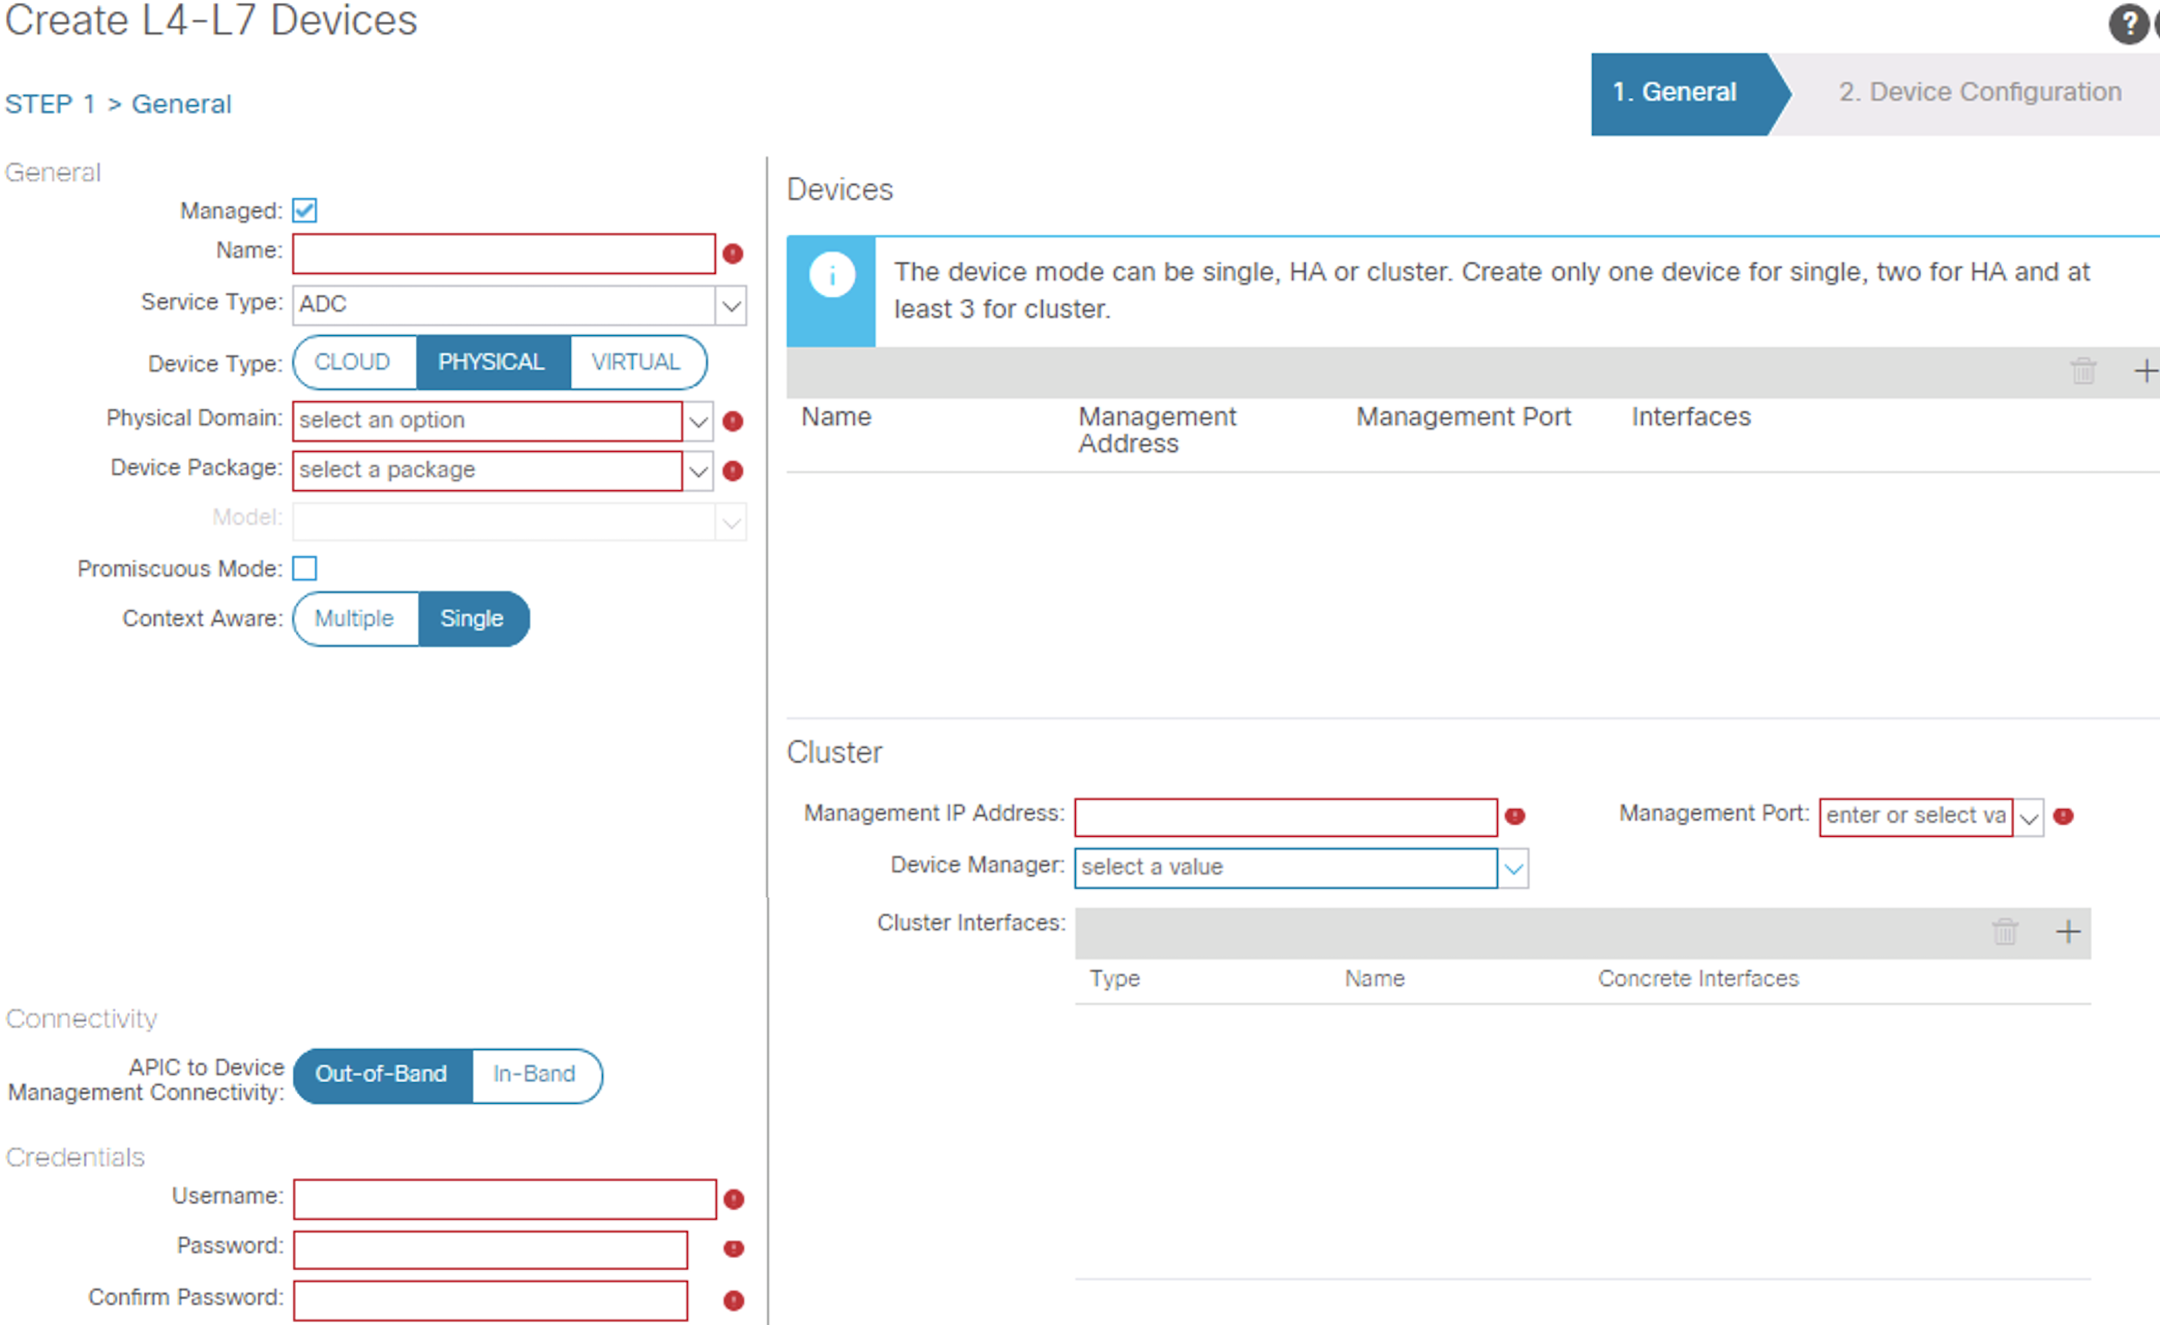 Create L4-L7 Devices
?
STEP 1 > General
1. General
2. Device Configuration
General
Managed:
Name:
Service Type: ADC
Device Type: CLOUD PHYSICAL VIRTUAL
Physical Domain: select an option
Device Package: select a package
Model:
Promiscuous Mode:
Context Aware: Multiple Single
Connectivity
APIC to Device
Management Connectivity: Out-of-Band In-Band
Credentials
Username:
Password:
Confirm Password:
Devices
i
The device mode can be single, HA or cluster. Create only one device for single, two for HA and at
least 3 for cluster.
Name Management Management Port Interfaces
Address
Cluster
Management IP Address: Management Port: enter or select va
Device Manager: select a value
Cluster Interfaces:
Type Name Concrete Interfaces